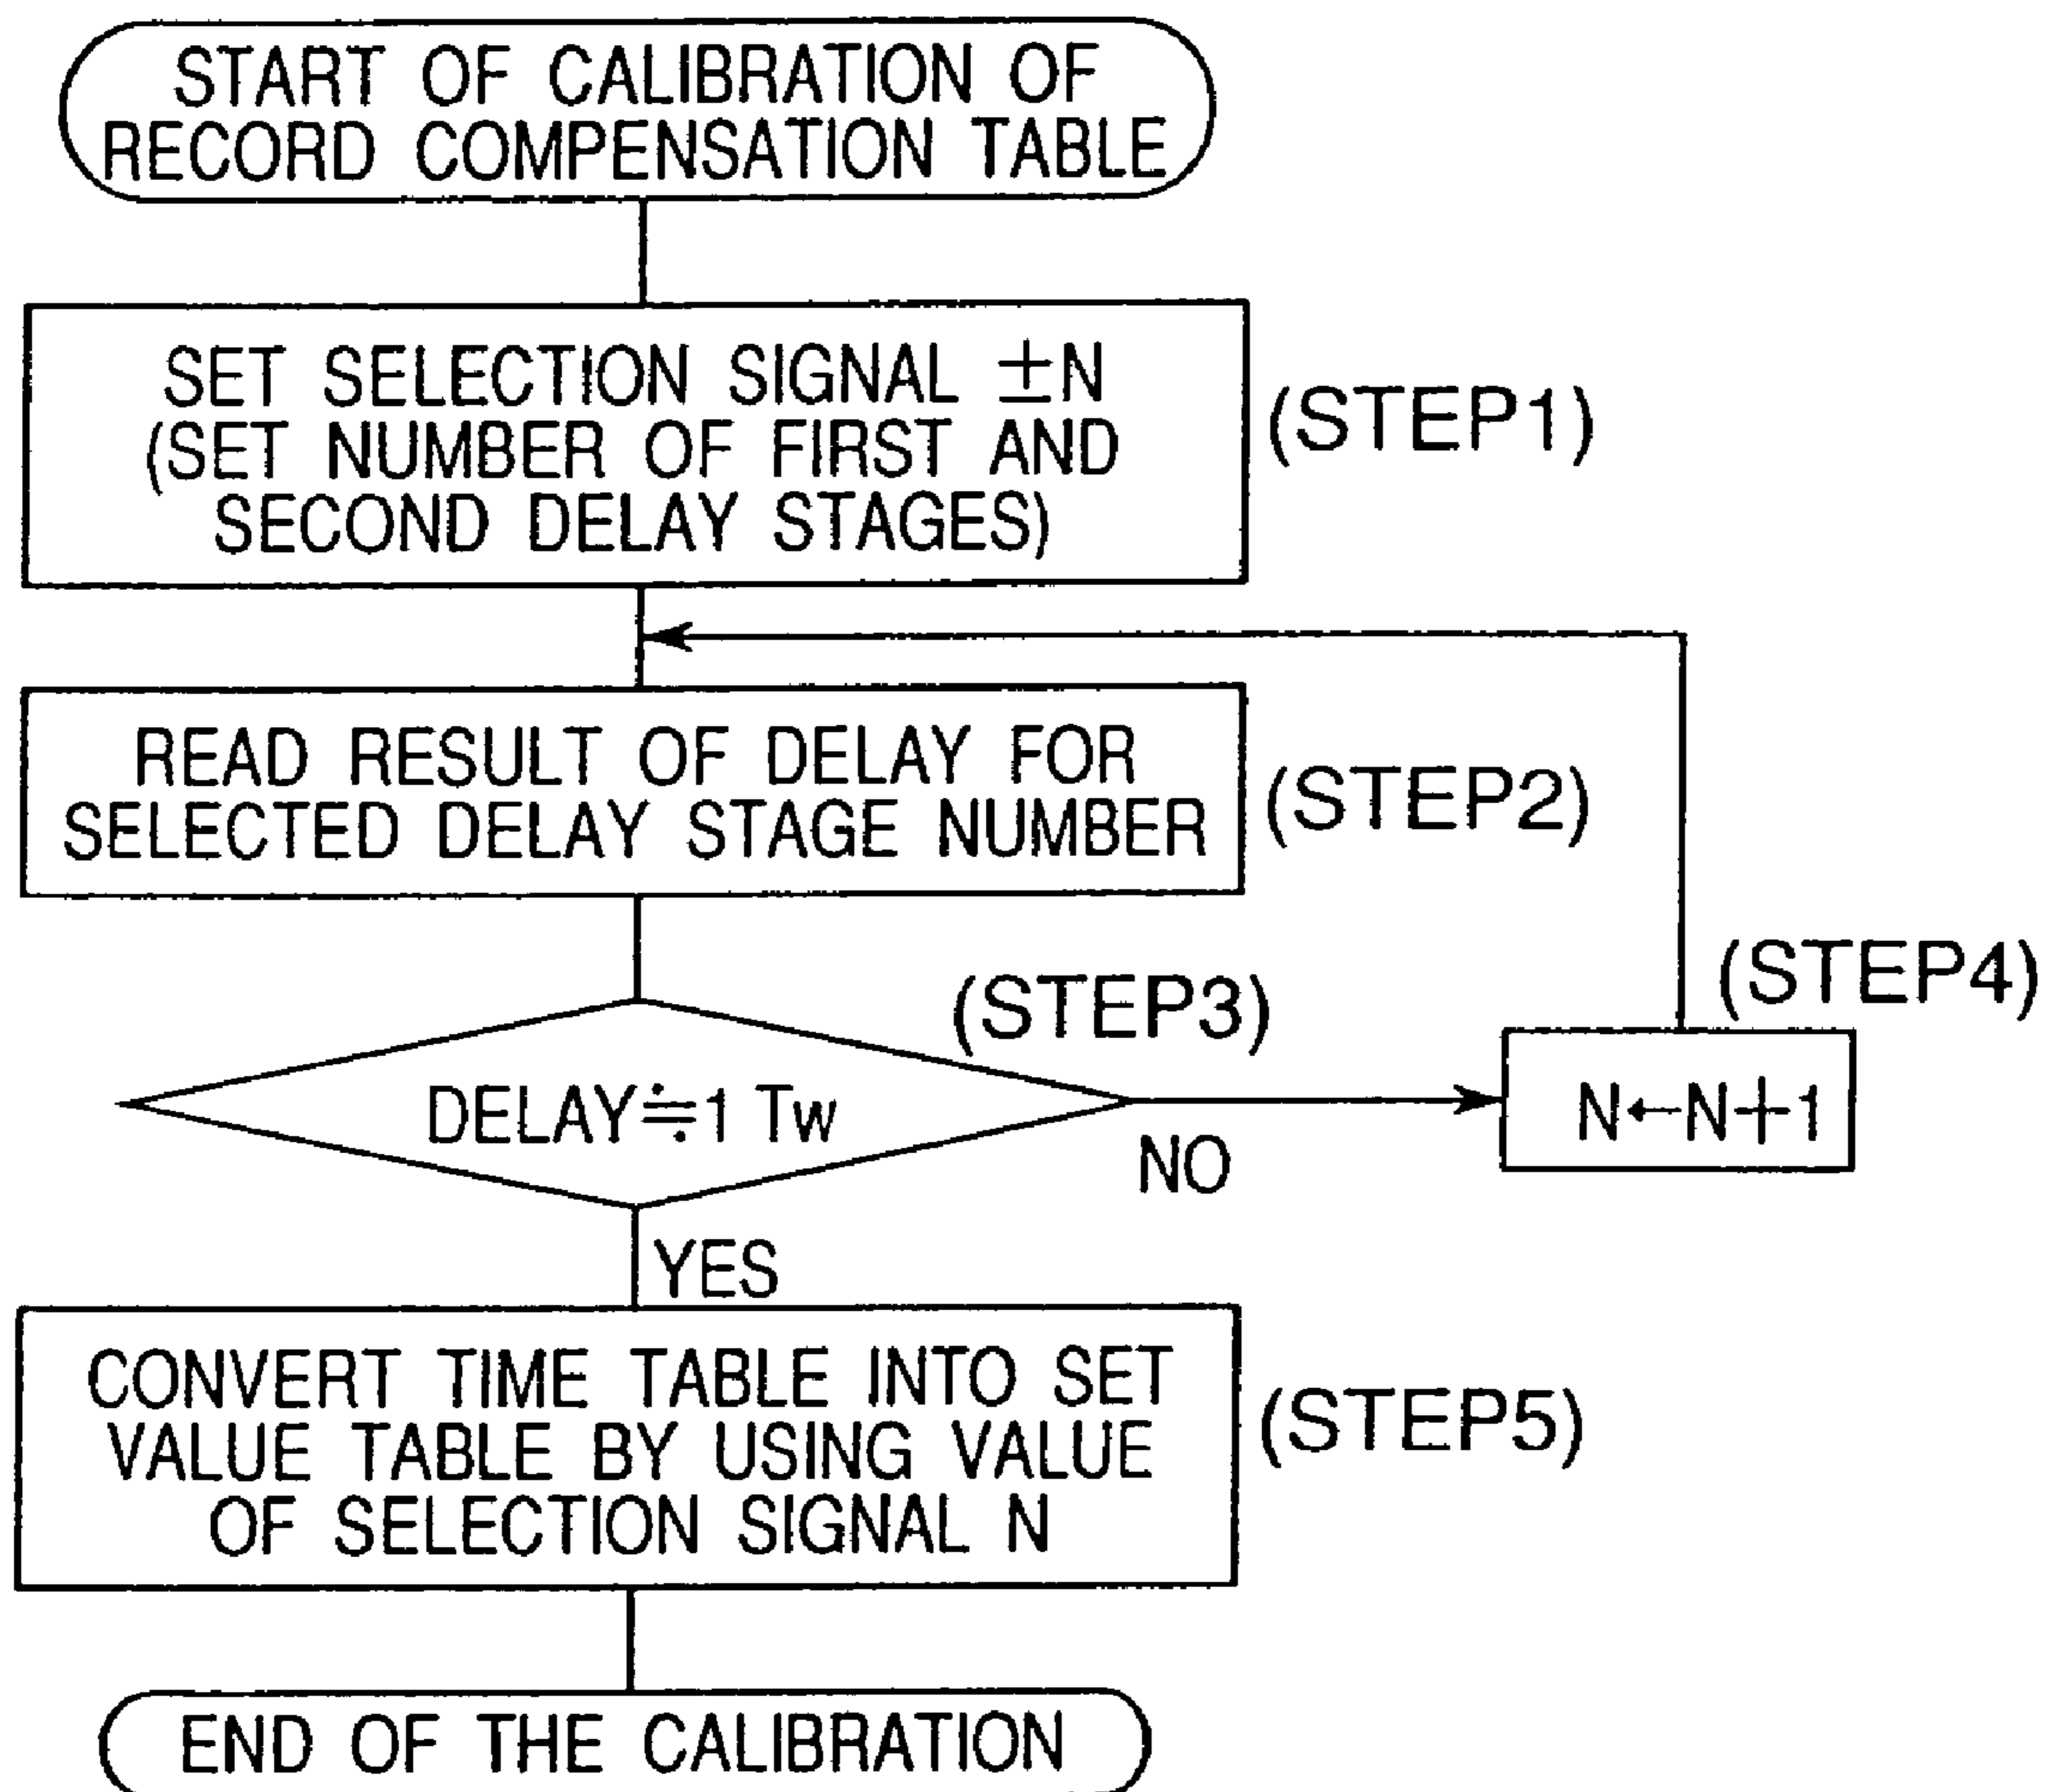 START OF CALIBRATION OF
RECORD COMPENSATION TABLE
SET SELECTION SIGNAL ±N
(SET NUMBER OF FIRST AND
SECOND DELAY STAGES)
(STEP1)
READ RESULT OF DELAY FOR
SELECTED DELAY STAGE NUMBER
(STEP2)
(STEP3)
DELAY≒1 Tw
NO
(STEP4)
N←N+1
YES
CONVERT TIME TABLE INTO SET
VALUE TABLE BY USING VALUE
OF SELECTION SIGNAL N
(STEP5)
END OF THE CALIBRATION